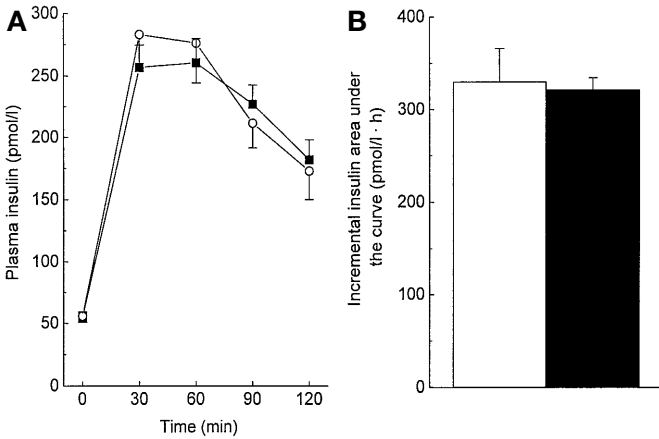 A
Plasma insulin (pmol/l)
300
250
200
150
100
50
0
0 30 60 90 120
Time (min)
B
Incremental insulin area under
the curve (pmol/l · h)
400
300
200
100
0